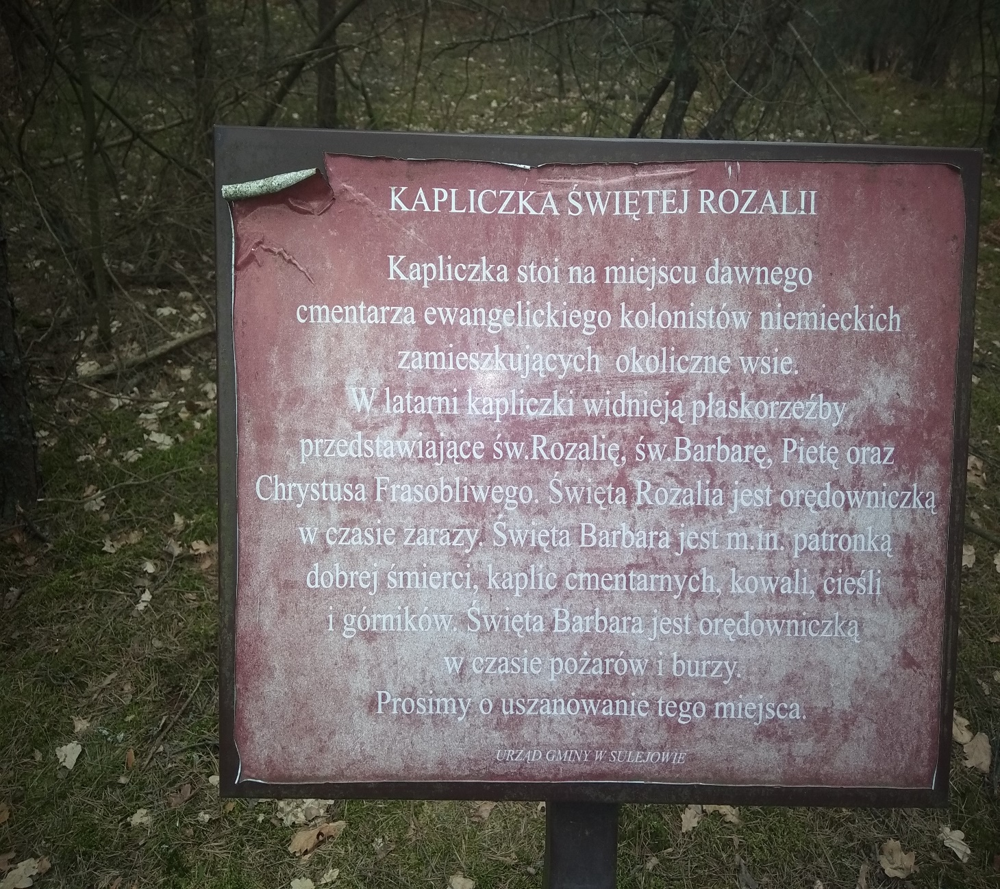 KAPLICZKA ŚWIĘTEJ ROZALII
Kapliczka stoi na miejscu dawnego
cmentarza ewangelickiego kolonistów niemieckich
zamieszkujących okoliczne wsie.
W latarni kapliczki widnieją płaskorzeźby
przedstawiające św.Rozalię, św.Barbarę, Pietę oraz
Chrystusa Frasobliwego. Święta Rozalia jest orędowniczką
w czasie zarazy. Święta Barbara jest m.in. patronką
dobrej śmierci, kaplic cmentarnych, kowali, cieśli
i górników. Święta Barbara jest orędowniczką
w czasie pożarów i burzy.
Prosimy o uszanowanie tego miejsca.
URZĄD GMINY W SULEJOWIE